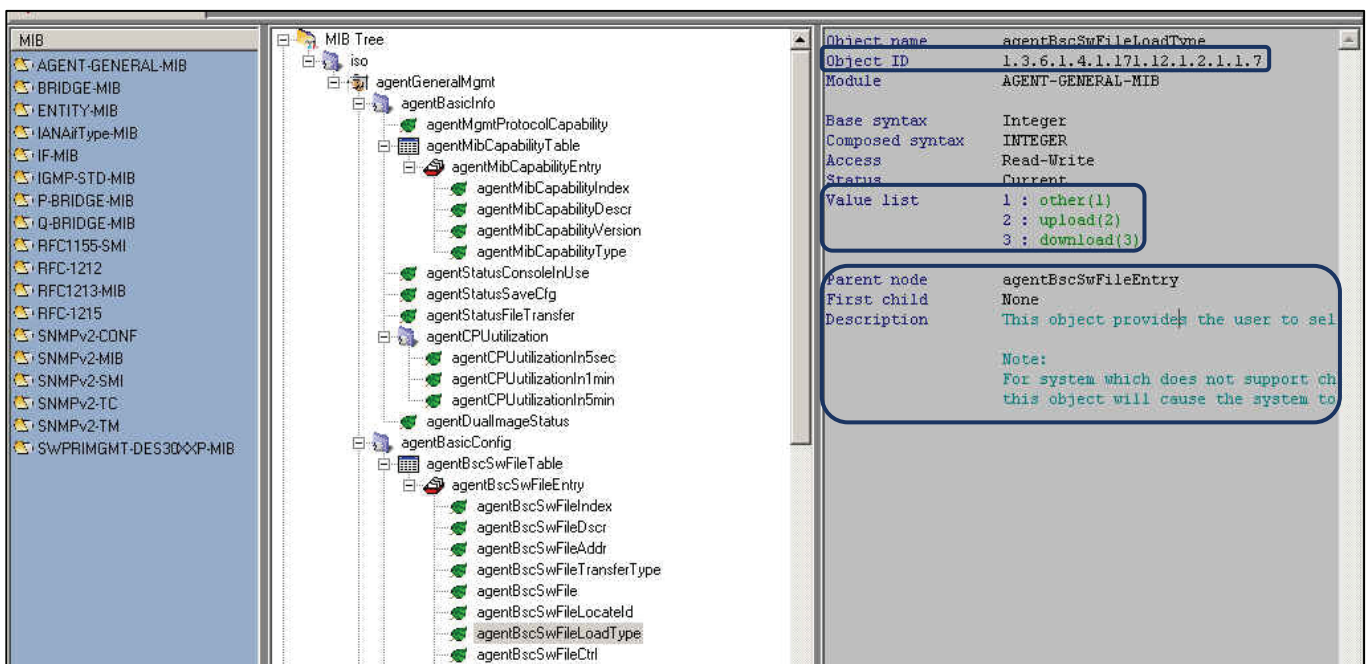 MIB
AGENT-GENERAL-MIB
BRIDGE-MIB
ENTITY-MIB
IANAifType-MIB
IF-MIB
IGMP-STD-MIB
P-BRIDGE-MIB
Q-BRIDGE-MIB
RFC1155-SMI
RFC-1212
RFC1213-MIB
RFC-1215
SNMPv2-CONF
SNMPv2-MIB
SNMPv2-SMI
SNMPv2-TC
SNMPv2-TM
SWPRIMGMT-DES30XXP-MIB
MIB Tree
iso
agentGeneralMgmt
agentBasicInfo
agentMgmtProtocolCapability
agentMibCapabilityTable
agentMibCapabilityEntry
agentMibCapabilityIndex
agentMibCapabilityDescr
agentMibCapabilityVersion
agentMibCapabilityType
agentStatusConsoleInUse
agentStatusSaveCfg
agentStatusFileTransfer
agentCPUutilization
agentCPUutilizationIn5sec
agentCPUutilizationIn1min
agentCPUutilizationIn5min
agentDualImageStatus
agentBasicConfig
agentBscSwFileTable
agentBscSwFileEntry
agentBscSwFileIndex
agentBscSwFileDscr
agentBscSwFileAddr
agentBscSwFileTransferType
agentBscSwFile
agentBscSwFileLocateId
agentBscSwFileLoadType
agentBscSwFileCtrl
Object name agentBscSwFileLoadType
Object ID 1.3.6.1.4.1.171.12.1.2.1.1.7
Module AGENT-GENERAL-MIB
Base syntax Integer
Composed syntax INTEGER
Access Read-Write
Status Current
Value list 1 : other(1)
2 : upload(2)
3 : download(3)
Parent node agentBscSwFileEntry
First child None
Description This object provides the user to sel
Note:
For system which does not support ch
this object will cause the system to